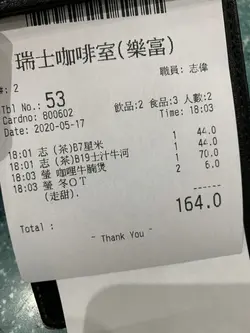 瑞士咖啡室(樂富)
#: 2
職員: 志偉
Tbl No.: 53
飲品:2 食品:3 人數:2
Cardno: 800602
Time: 18:03
Date: 2020-05-17
18:01 志 (茶)B7星米 1 44.0
18:01 志 (茶)B19士汁牛河 1 44.0
18:03 瑩 咖哩牛腩煲 1 70.0
18:03 瑩 冬OT 2 6.0
(走甜).
Total : 164.0
- Thank You -